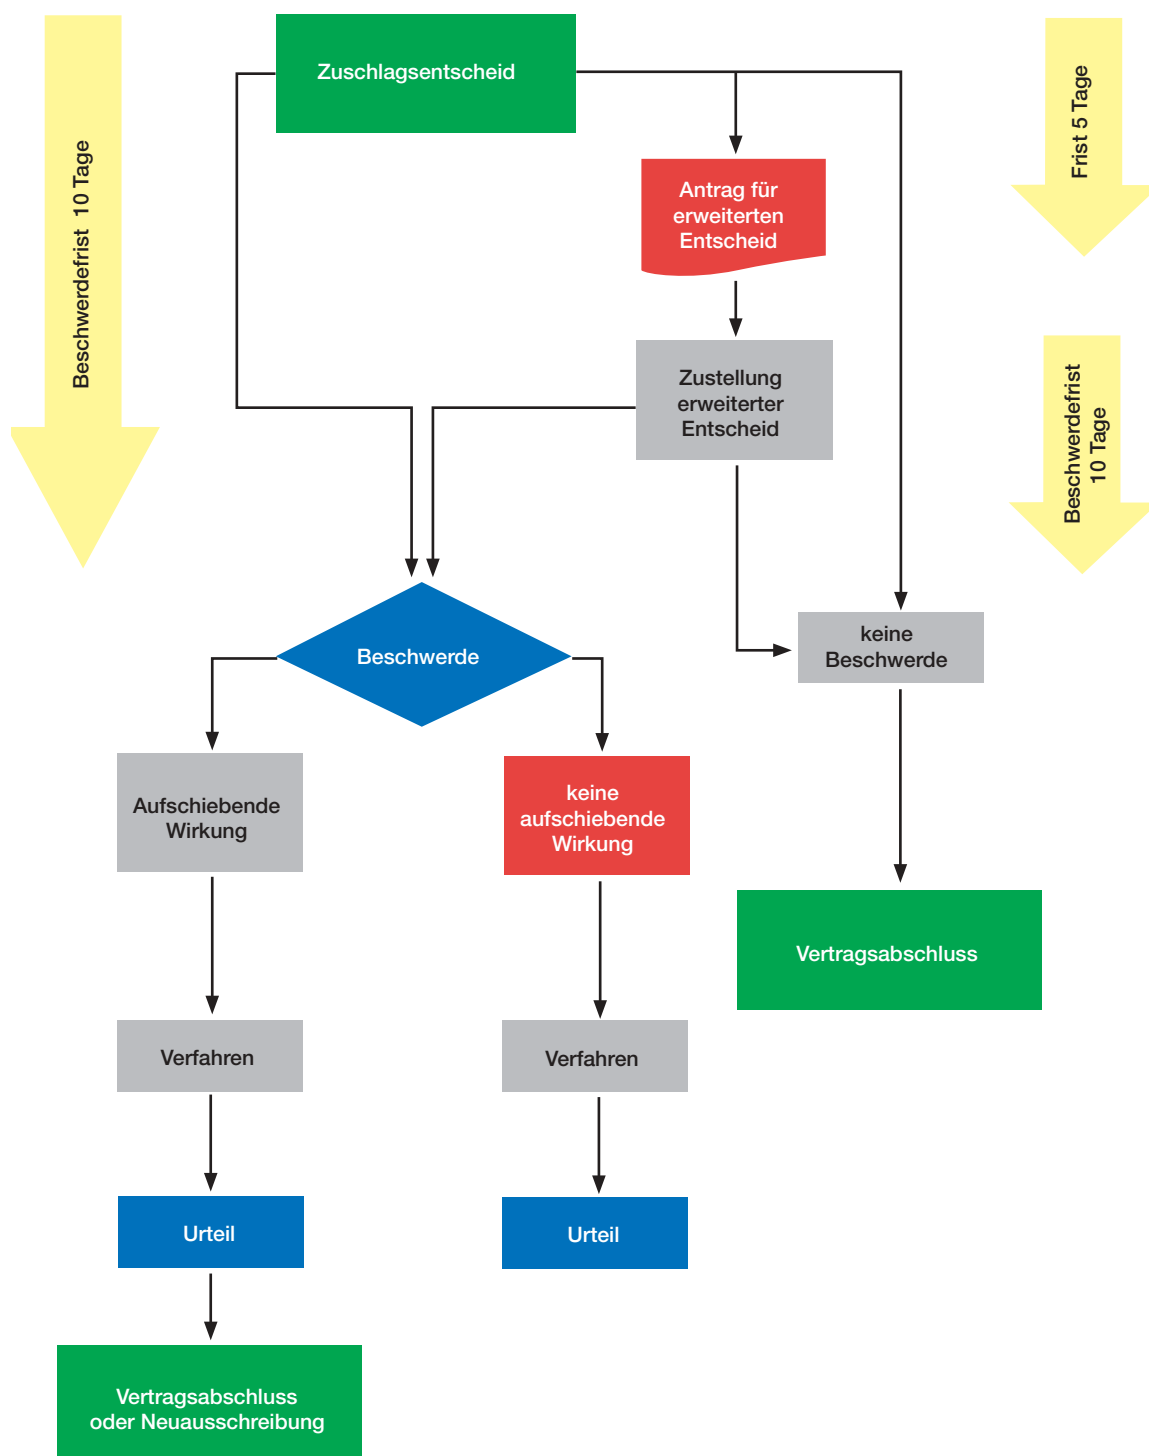 Zuschlagsentscheid
Beschwerdefrist 10 Tage
Frist 5 Tage
Antrag für
erweiterten
Entscheid
Zustellung
erweiterter
Entscheid
Beschwerdefrist
10 Tage
Beschwerde
keine
Beschwerde
Aufschiebende
Wirkung
keine
aufschiebende
Wirkung
Vertragsabschluss
Verfahren
Verfahren
Urteil
Urteil
Vertragsabschluss
oder Neuausschreibung